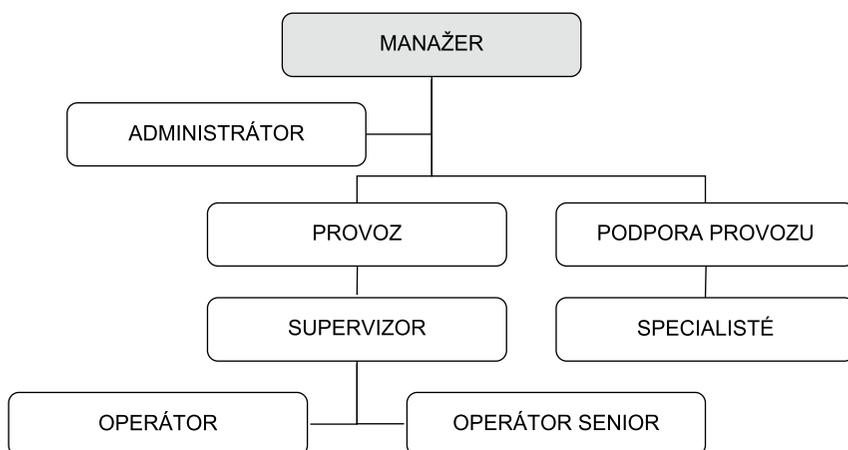 MANAŽER
ADMINISTRÁTOR
PROVOZ
PODPORA PROVOZU
SUPERVIZOR
SPECIALISTÉ
OPERÁTOR
OPERÁTOR SENIOR